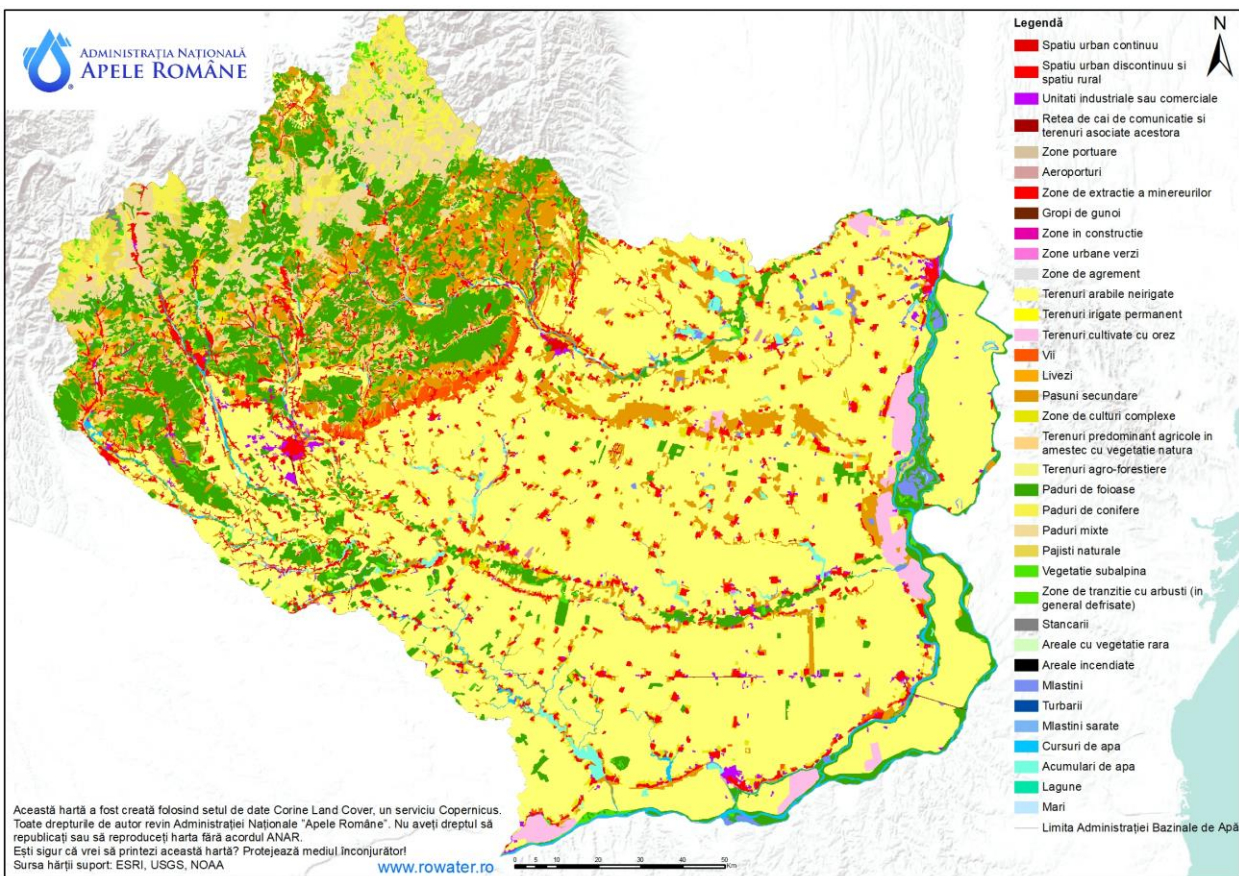 ADMINISTRAȚIA NAȚIONALĂ
APELE ROMÂNE
Legendă
N
Spatiu urban continuu
Spatiu urban discontinuu si
spatiu rural
Unitati industriale sau comerciale
Retea de cai de comunicatie si
terenuri asociate acestora
Zone portuare
Aeroporturi
Zone de extractie a minereurilor
Gropi de gunoi
Zone in constructie
Zone urbane verzi
Zone de agrement
Terenuri arabile neirigate
Terenuri irigate permanent
Terenuri cultivate cu orez
Vii
Livezi
Pasuni secundare
Zone de culturi complexe
Terenuri predominant agricole in
amestec cu vegetatie natura
Terenuri agro-forestiere
Paduri de foioase
Paduri de conifere
Paduri mixte
Pajisti naturale
Vegetatie subalpina
Zone de tranzitie cu arbusti (in
general defrisate)
Stancarii
Areale cu vegetatie rara
Areale incendiate
Mlastini
Turbarii
Mlastini sarate
Cursuri de apa
Acumulari de apa
Lagune
Mari
Limita Administrației Bazinale de Apă
Această hartă a fost creată folosind setul de date Corine Land Cover, un serviciu Copernicus.
Toate drepturile de autor revin Administrației Naționale "Apele Române". Nu aveți dreptul să
republicați sau să reproduceți harta fără acordul ANAR.
Ești sigur că vrei să printezi această hartă? Protejează mediul înconjurător!
Sursa hărții suport: ESRI, USGS, NOAA
www.rowater.ro
0 5 10 20 30 40 50
Km